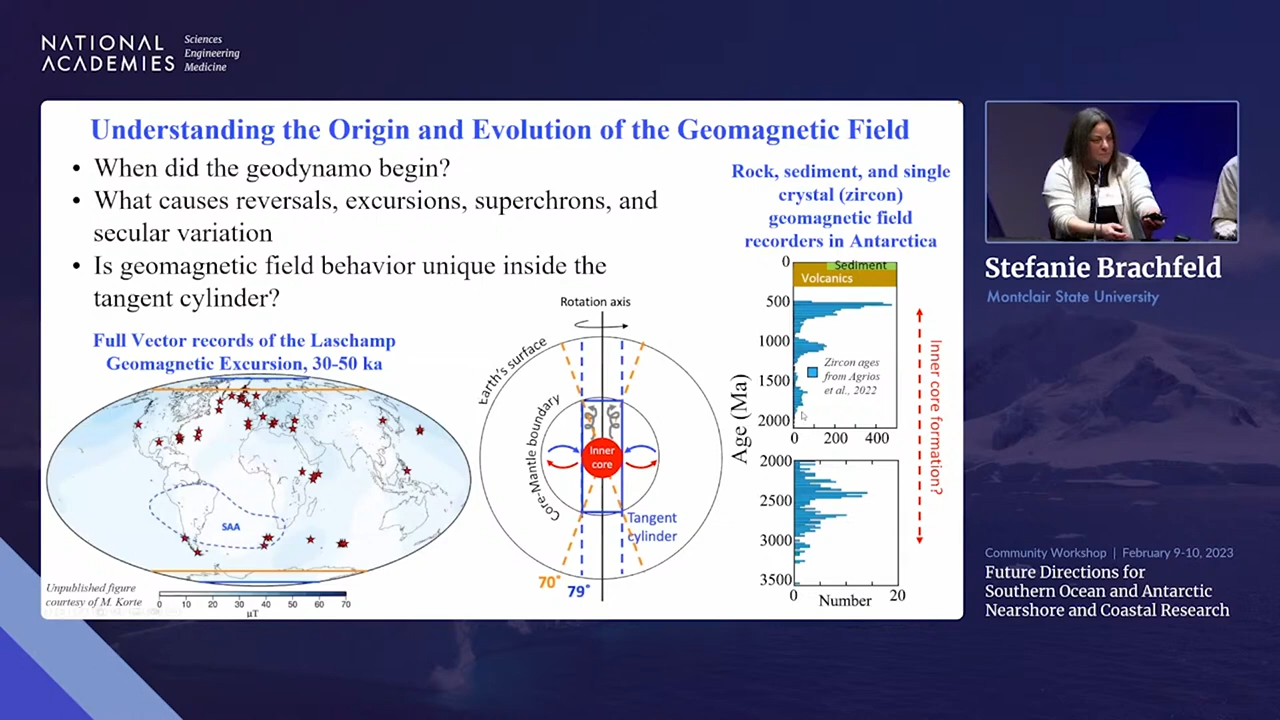 NATIONAL
ACADEMIES
Sciences
Engineering
Medicine
Understanding the Origin and Evolution of the Geomagnetic Field
• When did the geodynamo begin?
• What causes reversals, excursions, superchrons, and
secular variation
• Is geomagnetic field behavior unique inside the
tangent cylinder?
Full Vector records of the Laschamp
Geomagnetic Excursion, 30-50 ka
SAA
Unpublished figure
courtesy of M. Korte
0 10 20 30 40 50 60 70
μT
Rotation axis
Earth's surface
Core-Mantle boundary
Inner
core
Tangent
cylinder
70°
79°
Rock, sediment, and single
crystal (zircon)
geomagnetic field
recorders in Antarctica
0
Sediment
Volcanics
500
1000
1500
2000
Zircon ages
from Agrios
et al., 2022
0 200 400
Age (Ma)
2000
2500
3000
3500
0 Number 20
Inner core formation?
Stefanie Brachfeld
Montclair State University
Community Workshop | February 9-10, 2023
Future Directions for
Southern Ocean and Antarctic
Nearshore and Coastal Research